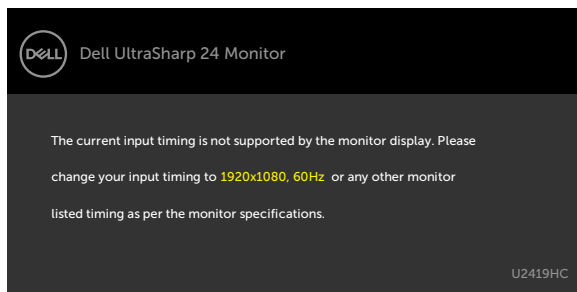 DELL
Dell UltraSharp 24 Monitor
The current input timing is not supported by the monitor display. Please
change your input timing to 1920x1080, 60Hz or any other monitor
listed timing as per the monitor specifications.
U2419HC